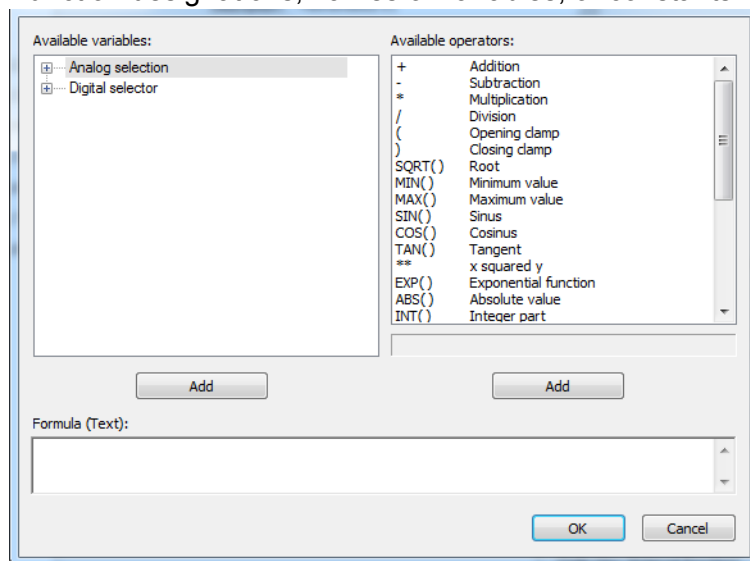 Available variables:
Analog selection
Digital selector
Available operators:
+ Addition
- Subtraction
* Multiplication
/ Division
( Opening clamp
) Closing clamp
SQRT() Root
MIN() Minimum value
MAX() Maximum value
SIN() Sinus
COS() Cosinus
TAN() Tangent
** x squared y
EXP() Exponential function
ABS() Absolute value
INT() Integer part
Add
Add
Formula (Text):
OK
Cancel